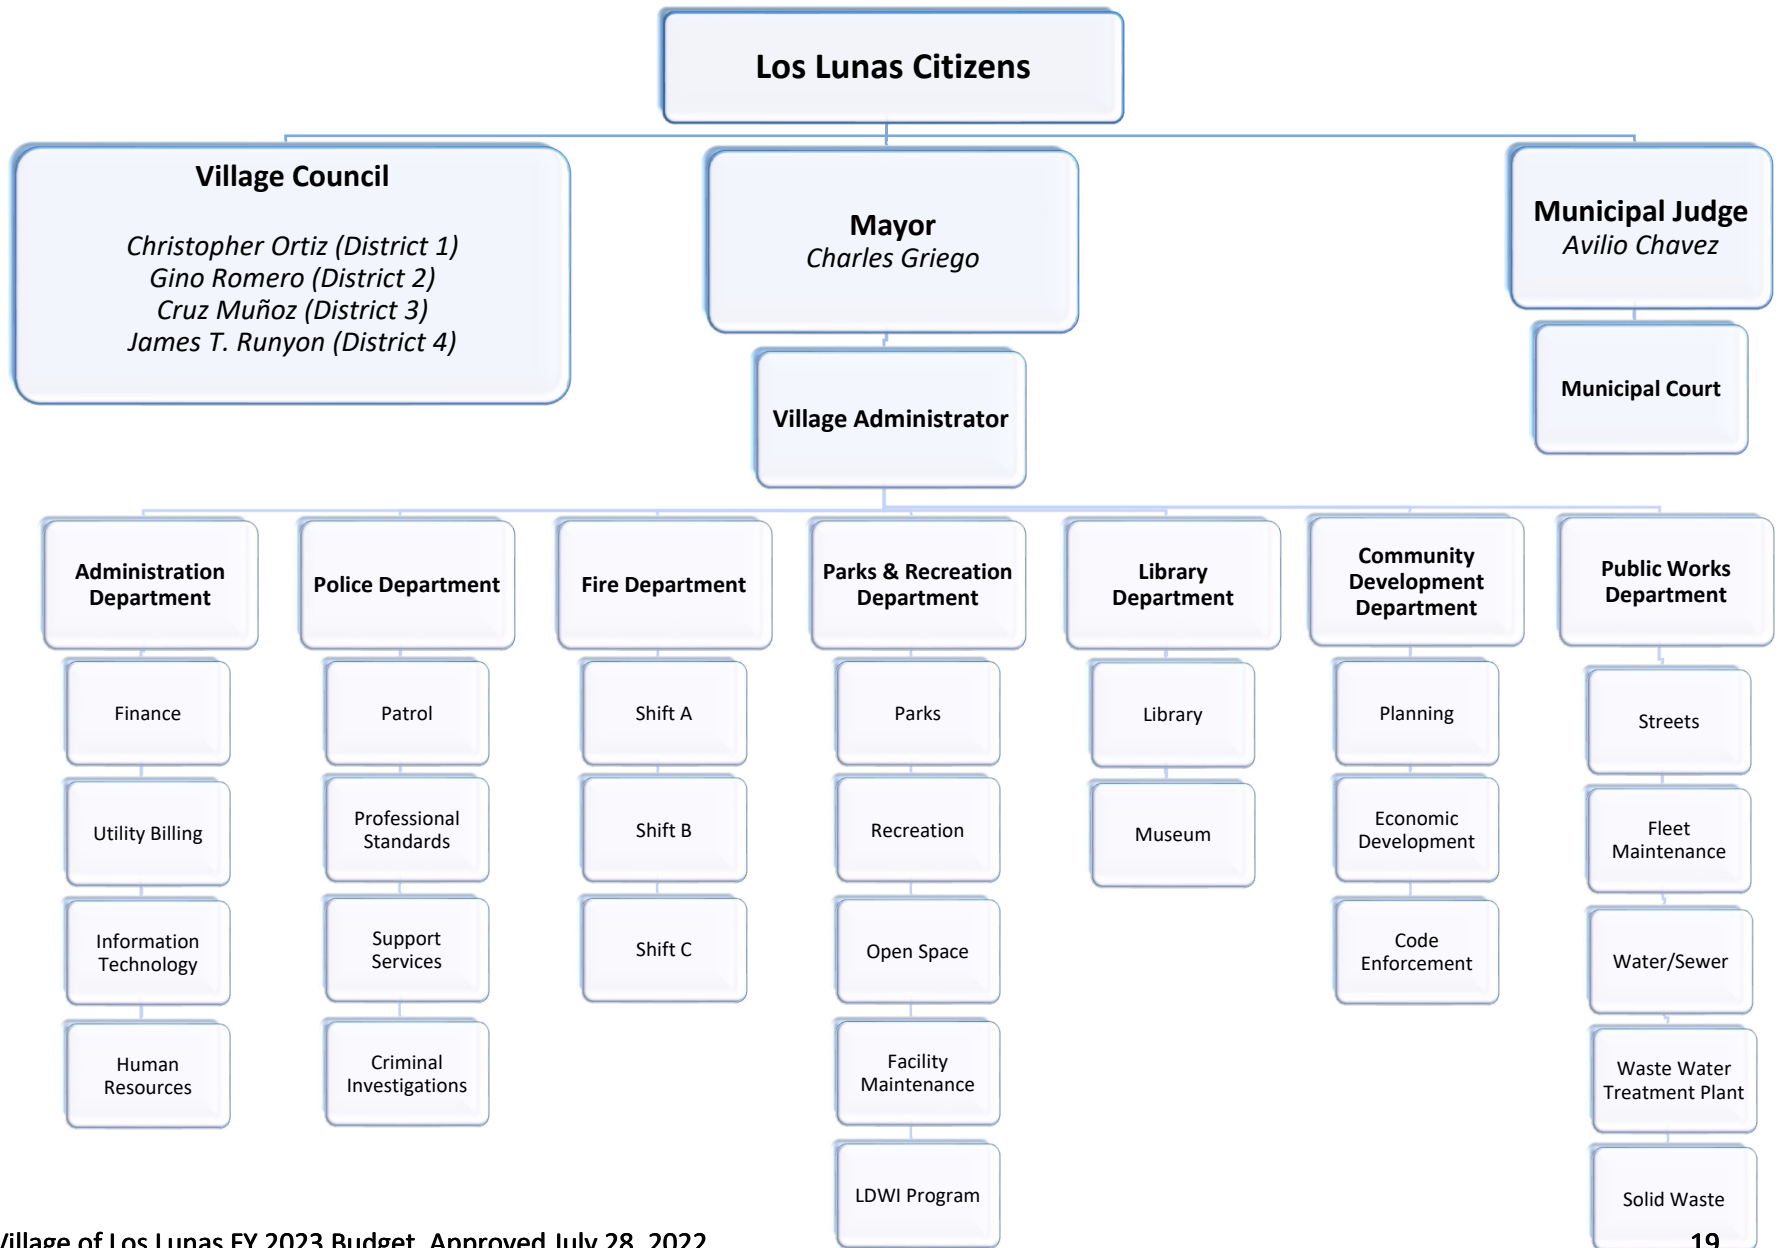 Los Lunas Citizens
Village Council
Christopher Ortiz (District 1)
Gino Romero (District 2)
Cruz Muñoz (District 3)
James T. Runyon (District 4)
Mayor
Charles Griego
Municipal Judge
Avilio Chavez
Village Administrator
Municipal Court
Administration
Department
Police Department
Fire Department
Parks & Recreation
Department
Library
Department
Community
Development
Department
Public Works
Department
Finance
Utility Billing
Information
Technology
Human
Resources
Patrol
Professional
Standards
Support
Services
Criminal
Investigations
Shift A
Shift B
Shift C
Parks
Recreation
Open Space
Facility
Maintenance
LDWI Program
Library
Museum
Planning
Economic
Development
Code
Enforcement
Streets
Fleet
Maintenance
Water/Sewer
Waste Water
Treatment Plant
Solid Waste
Village of Los Lunas FY 2023 Budget, Approved July 28, 2022
19